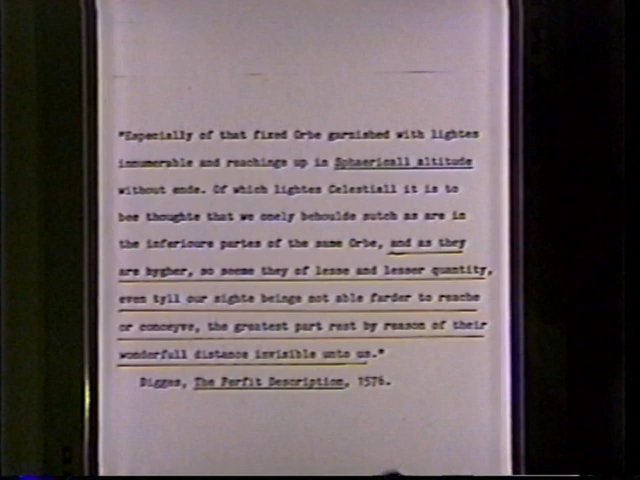 "Especially of that fixed Orbe garnished with lightes
innumerable and reachinge up in Sphaericall altitude
without ende. Of which lightes Celestiall it is to
bee thoughte that we onely behoulde sutch as are in
the inferioure partes of the same Orbe, and as they
are hygher, so seeme they of lesse and lesser quantity,
even tyll our sighte beinge not able farder to reache
or conceyve, the greatest part rest by reason of their
wonderfull distance invisible unto us."
Digges, The Perfit Description, 1576.